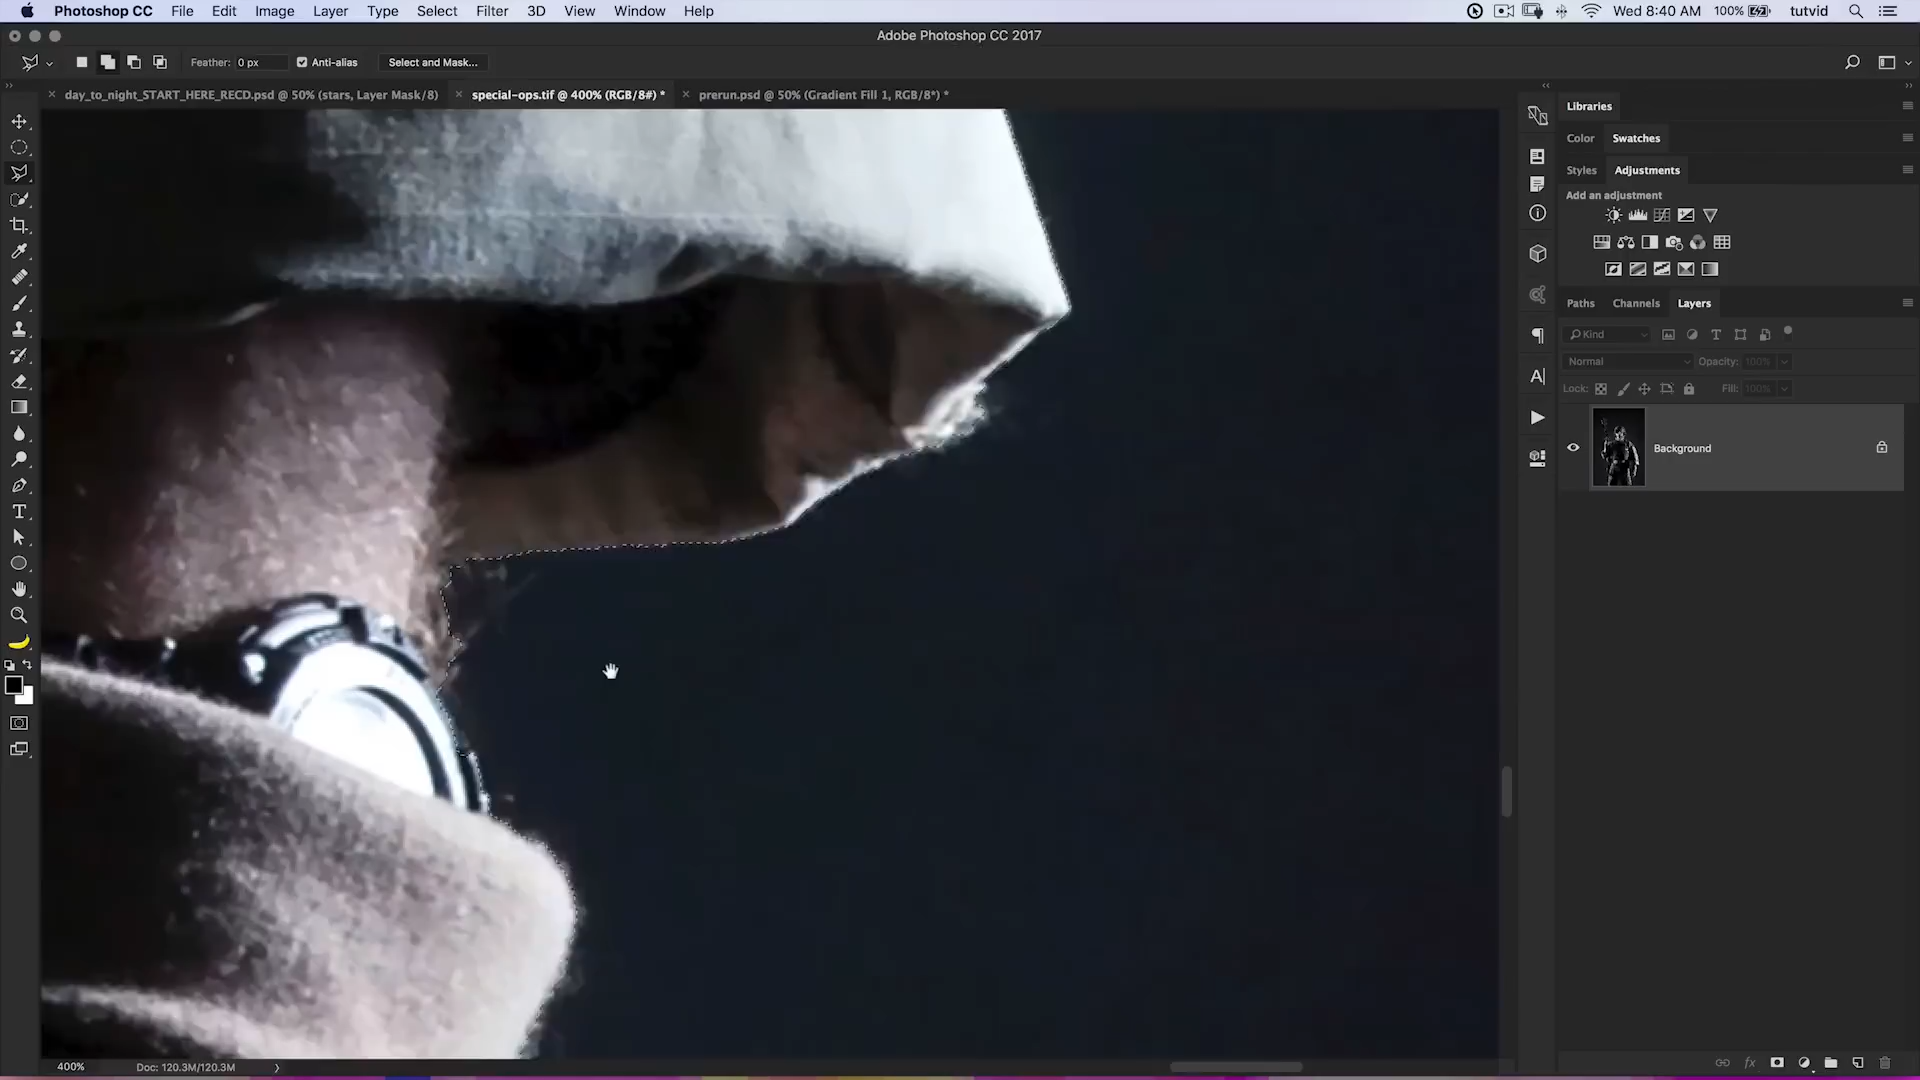 Photoshop CC File Edit Image Layer Type Select Filter 3D View Window Help Wed 8:40 AM 100% tutvid
Adobe Photoshop CC 2017
Feather: 0 px Anti-alias Select and Mask...
day_to_night_START_HERE_RECD.psd @ 50% (stars, Layer Mask/8) special-ops.tif @ 400% (RGB/8#) * prerun.psd @ 50% (Gradient Fill 1, RGB/8*) *
Libraries
Color Swatches
Styles Adjustments
Add an adjustment
Paths Channels Layers
Kind
Normal Opacity: 100%
Lock: Fill: 100%
Background
400% Doc: 120.3M/120.3M